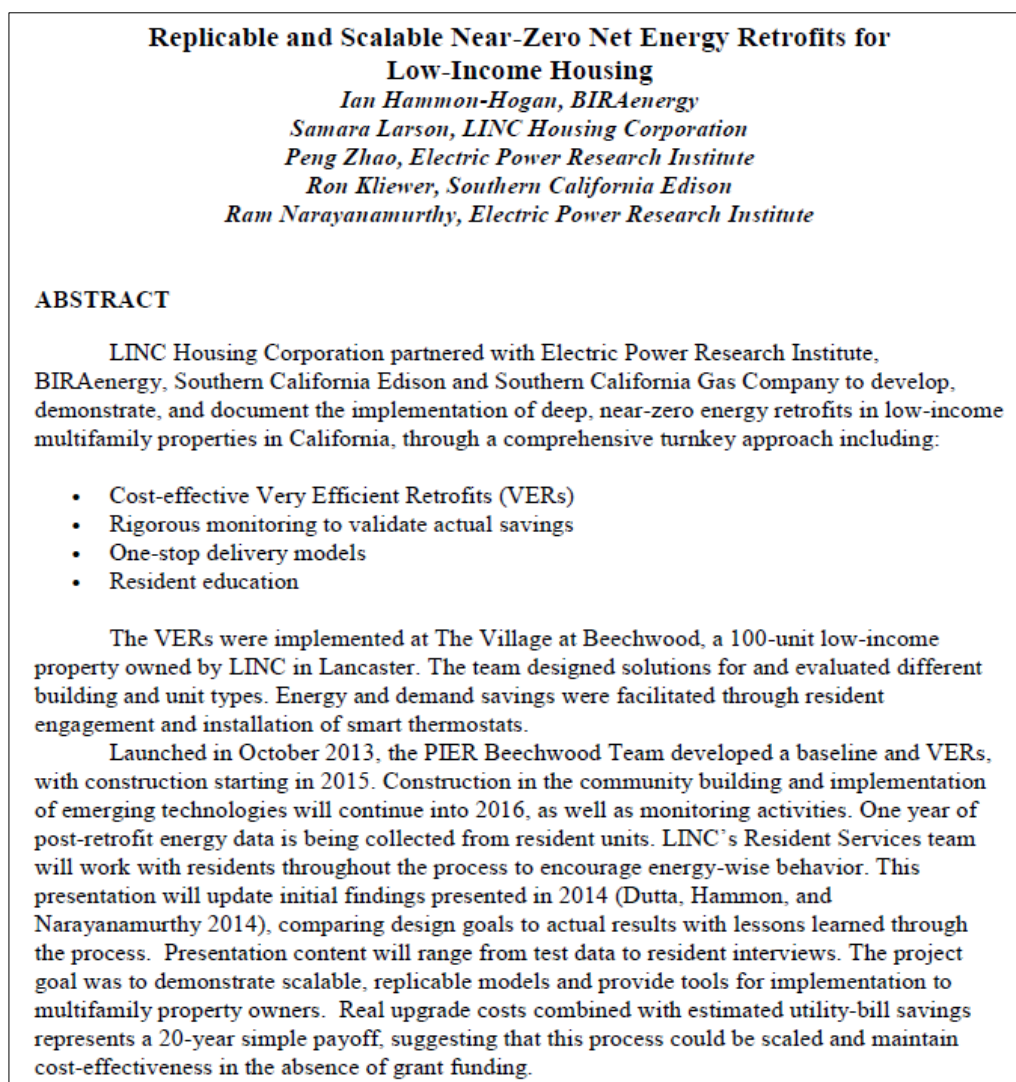 Replicable and Scalable Near-Zero Net Energy Retrofits for
Low-Income Housing
Ian Hammon-Hogan, BIRAenergy
Samara Larson, LINC Housing Corporation
Peng Zhao, Electric Power Research Institute
Ron Kliewer, Southern California Edison
Ram Narayanamurthy, Electric Power Research Institute
ABSTRACT
LINC Housing Corporation partnered with Electric Power Research Institute,
BIRAenergy, Southern California Edison and Southern California Gas Company to develop,
demonstrate, and document the implementation of deep, near-zero energy retrofits in low-income
multifamily properties in California, through a comprehensive turnkey approach including:
• Cost-effective Very Efficient Retrofits (VERs)
• Rigorous monitoring to validate actual savings
• One-stop delivery models
• Resident education
The VERs were implemented at The Village at Beechwood, a 100-unit low-income
property owned by LINC in Lancaster. The team designed solutions for and evaluated different
building and unit types. Energy and demand savings were facilitated through resident
engagement and installation of smart thermostats.
Launched in October 2013, the PIER Beechwood Team developed a baseline and VERs,
with construction starting in 2015. Construction in the community building and implementation
of emerging technologies will continue into 2016, as well as monitoring activities. One year of
post-retrofit energy data is being collected from resident units. LINC's Resident Services team
will work with residents throughout the process to encourage energy-wise behavior. This
presentation will update initial findings presented in 2014 (Dutta, Hammon, and
Narayanamurthy 2014), comparing design goals to actual results with lessons learned through
the process.  Presentation content will range from test data to resident interviews. The project
goal was to demonstrate scalable, replicable models and provide tools for implementation to
multifamily property owners.  Real upgrade costs combined with estimated utility-bill savings
represents a 20-year simple payoff, suggesting that this process could be scaled and maintain
cost-effectiveness in the absence of grant funding.